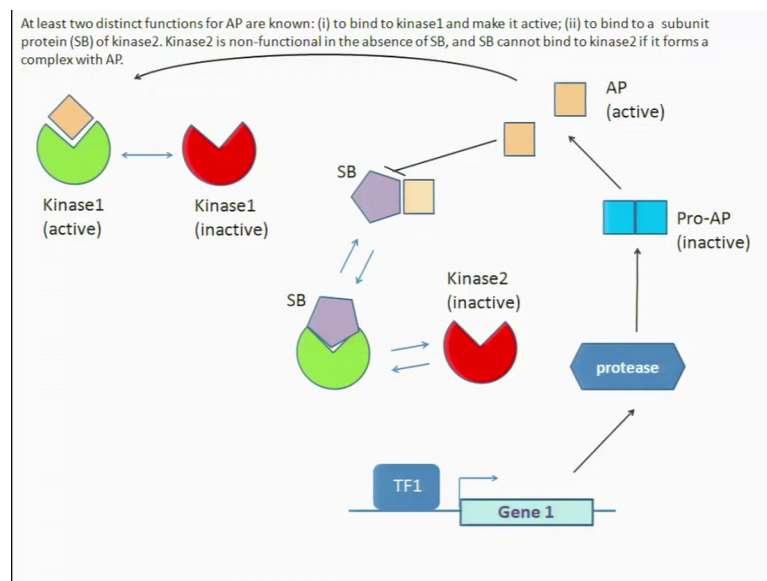 At least two distinct functions for AP are known: (i) to bind to kinase1 and make it active; (ii) to bind to a subunit
protein (SB) of kinase2. Kinase2 is non-functional in the absence of SB, and SB cannot bind to kinase2 if it forms a
complex with AP.
AP
(active)
SB
Kinase1
(active)
Kinase1
(inactive)
Pro-AP
(inactive)
Kinase2
(inactive)
SB
protease
TF1
Gene 1